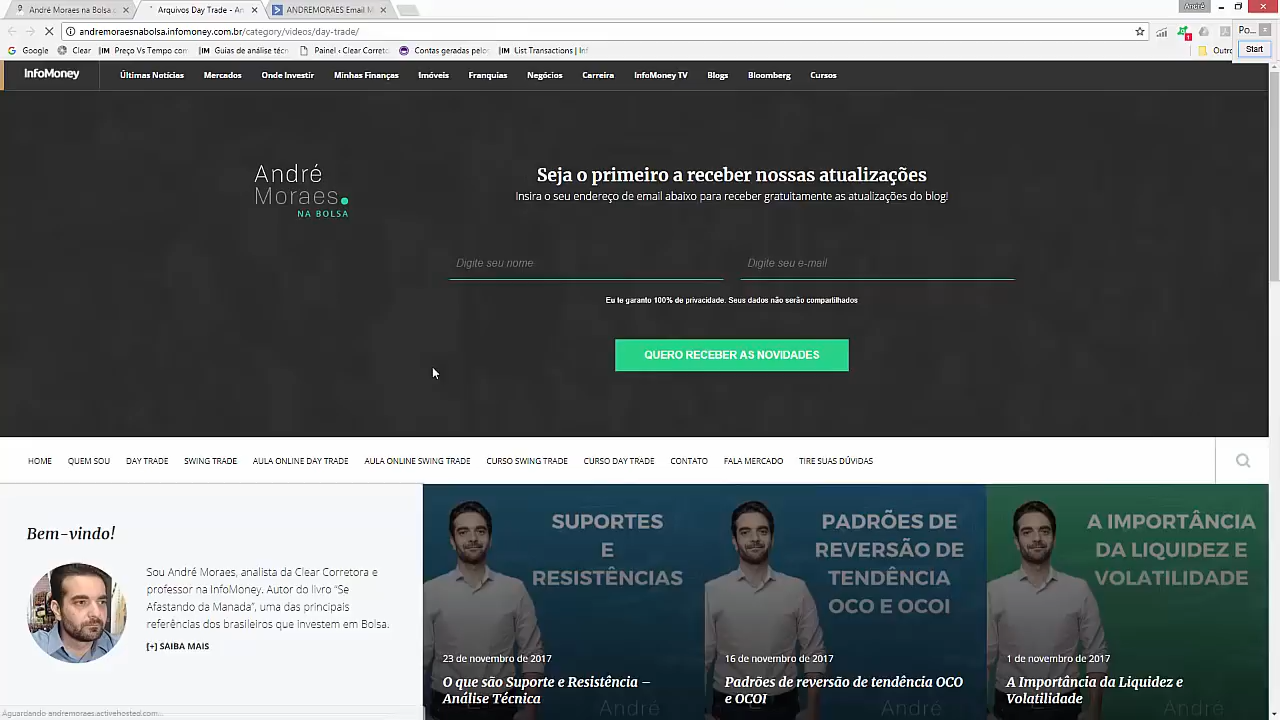 André Moraes na Bolsa.c
Arquivos Day Trade - An
ANDREMORAES Email M
André
andremoraesnabolsa.infomoney.com.br/category/videos/day-trade/
Po...
Google
Clear
Preço Vs Tempo com
Guias de análise técn
Painel ‹ Clear Corretor
Contas geradas pelo
List Transactions | Inf
Outro
Start
InfoMoney
Últimas Notícias
Mercados
Onde Investir
Minhas Finanças
Imóveis
Franquias
Negócios
Carreira
InfoMoney TV
Blogs
Bloomberg
Cursos
André
Moraes.
NA BOLSA
Seja o primeiro a receber nossas atualizações
Insira o seu endereço de email abaixo para receber gratuitamente as atualizações do blog!
Digite seu nome
Digite seu e-mail
Eu te garanto 100% de privacidade. Seus dados não serão compartilhados
QUERO RECEBER AS NOVIDADES
HOME
QUEM SOU
DAY TRADE
SWING TRADE
AULA ONLINE DAY TRADE
AULA ONLINE SWING TRADE
CURSO SWING TRADE
CURSO DAY TRADE
CONTATO
FALA MERCADO
TIRE SUAS DÚVIDAS
Bem-vindo!
Sou André Moraes, analista da Clear Corretora e
professor na InfoMoney. Autor do livro "Se
Afastando da Manada", uma das principais
referências dos brasileiros que investem em Bolsa.
[+] SAIBA MAIS
SUPORTES
E
RESISTÊNCIAS
23 de novembro de 2017
O que são Suporte e Resistência –
Análise Técnica
André
PADRÕES DE
REVERSÃO DE
TENDÊNCIA
OCO E OCOI
16 de novembro de 2017
Padrões de reversão de tendência OCO
e OCOI
André
A IMPORTÂNCIA
DA LIQUIDEZ E
VOLATILIDADE
1 de novembro de 2017
A Importância da Liquidez e
Volatilidade
André
Aguardando andremoraes.activehosted.com...